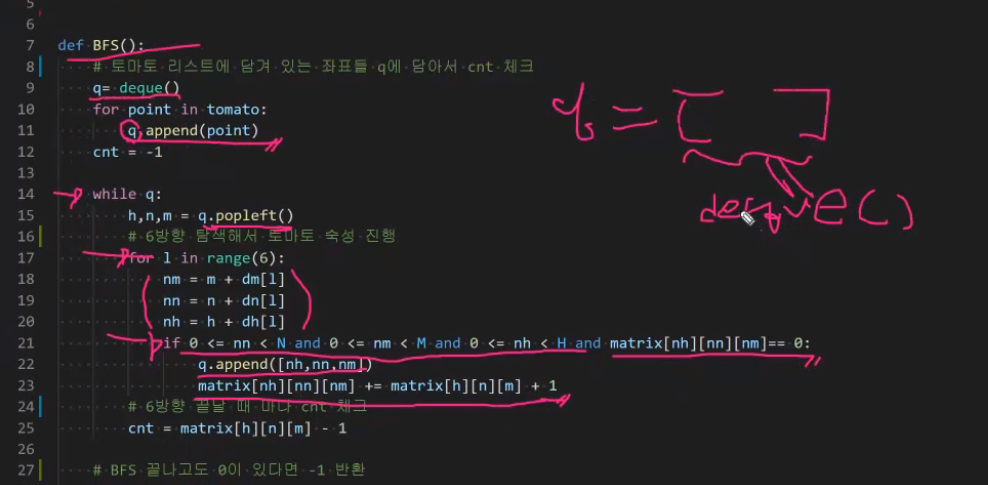 5
6
7 def BFS():
8 # 토마토 리스트에 담겨 있는 좌표들 q에 담아서 cnt 체크
9 q= deque()
10 for point in tomato:
11 q.append(point)
12 cnt = -1
13
14 while q:
15 h,n,m = q.popleft()
16 # 6방향 탐색해서 토마토 숙성 진행
17 for l in range(6):
18 nm = m + dm[l]
19 nn = n + dn[l]
20 nh = h + dh[l]
21 if 0 <= nn < N and 0 <= nm < M and 0 <= nh < H and matrix[nh][nn][nm]== 0:
22 q.append([nh,nn,nm])
23 matrix[nh][nn][nm] += matrix[h][n][m] + 1
24 # 6방향 끝날 때 마다 cnt 체크
25 cnt = matrix[h][n][m] - 1
26
27 # BFS 끝나고도 0이 있다면 -1 반환
q = [ ]
deque()